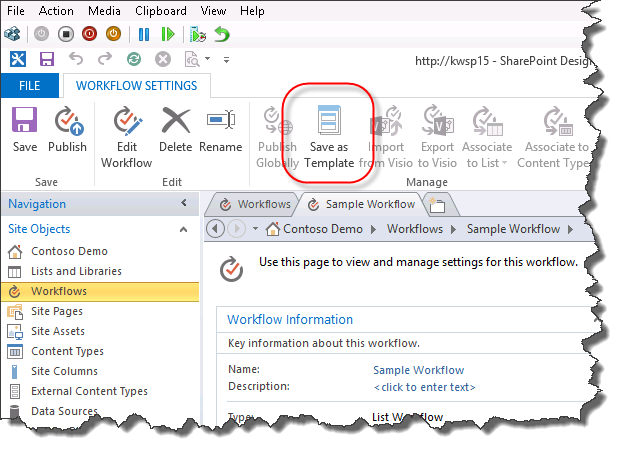 File Action Media Clipboard View Help
http://kwsp15 - SharePoint Desig
FILE WORKFLOW SETTINGS
Save Publish Edit Workflow Delete Rename Publish Globally Save as Template Import from Visio Export to Visio Associate to List Associate to Content Type
Save Edit Manage
Navigation
Workflows Sample Workflow
Site Objects
Contoso Demo Workflows Sample Workflow
Contoso Demo
Lists and Libraries
Use this page to view and manage settings for this workflow.
Workflows
Site Pages
Workflow Information
Site Assets
Key information about this workflow.
Content Types
Site Columns
Name: Sample Workflow
External Content Types
Description: <click to enter text>
Data Sources
Type: List Workflow